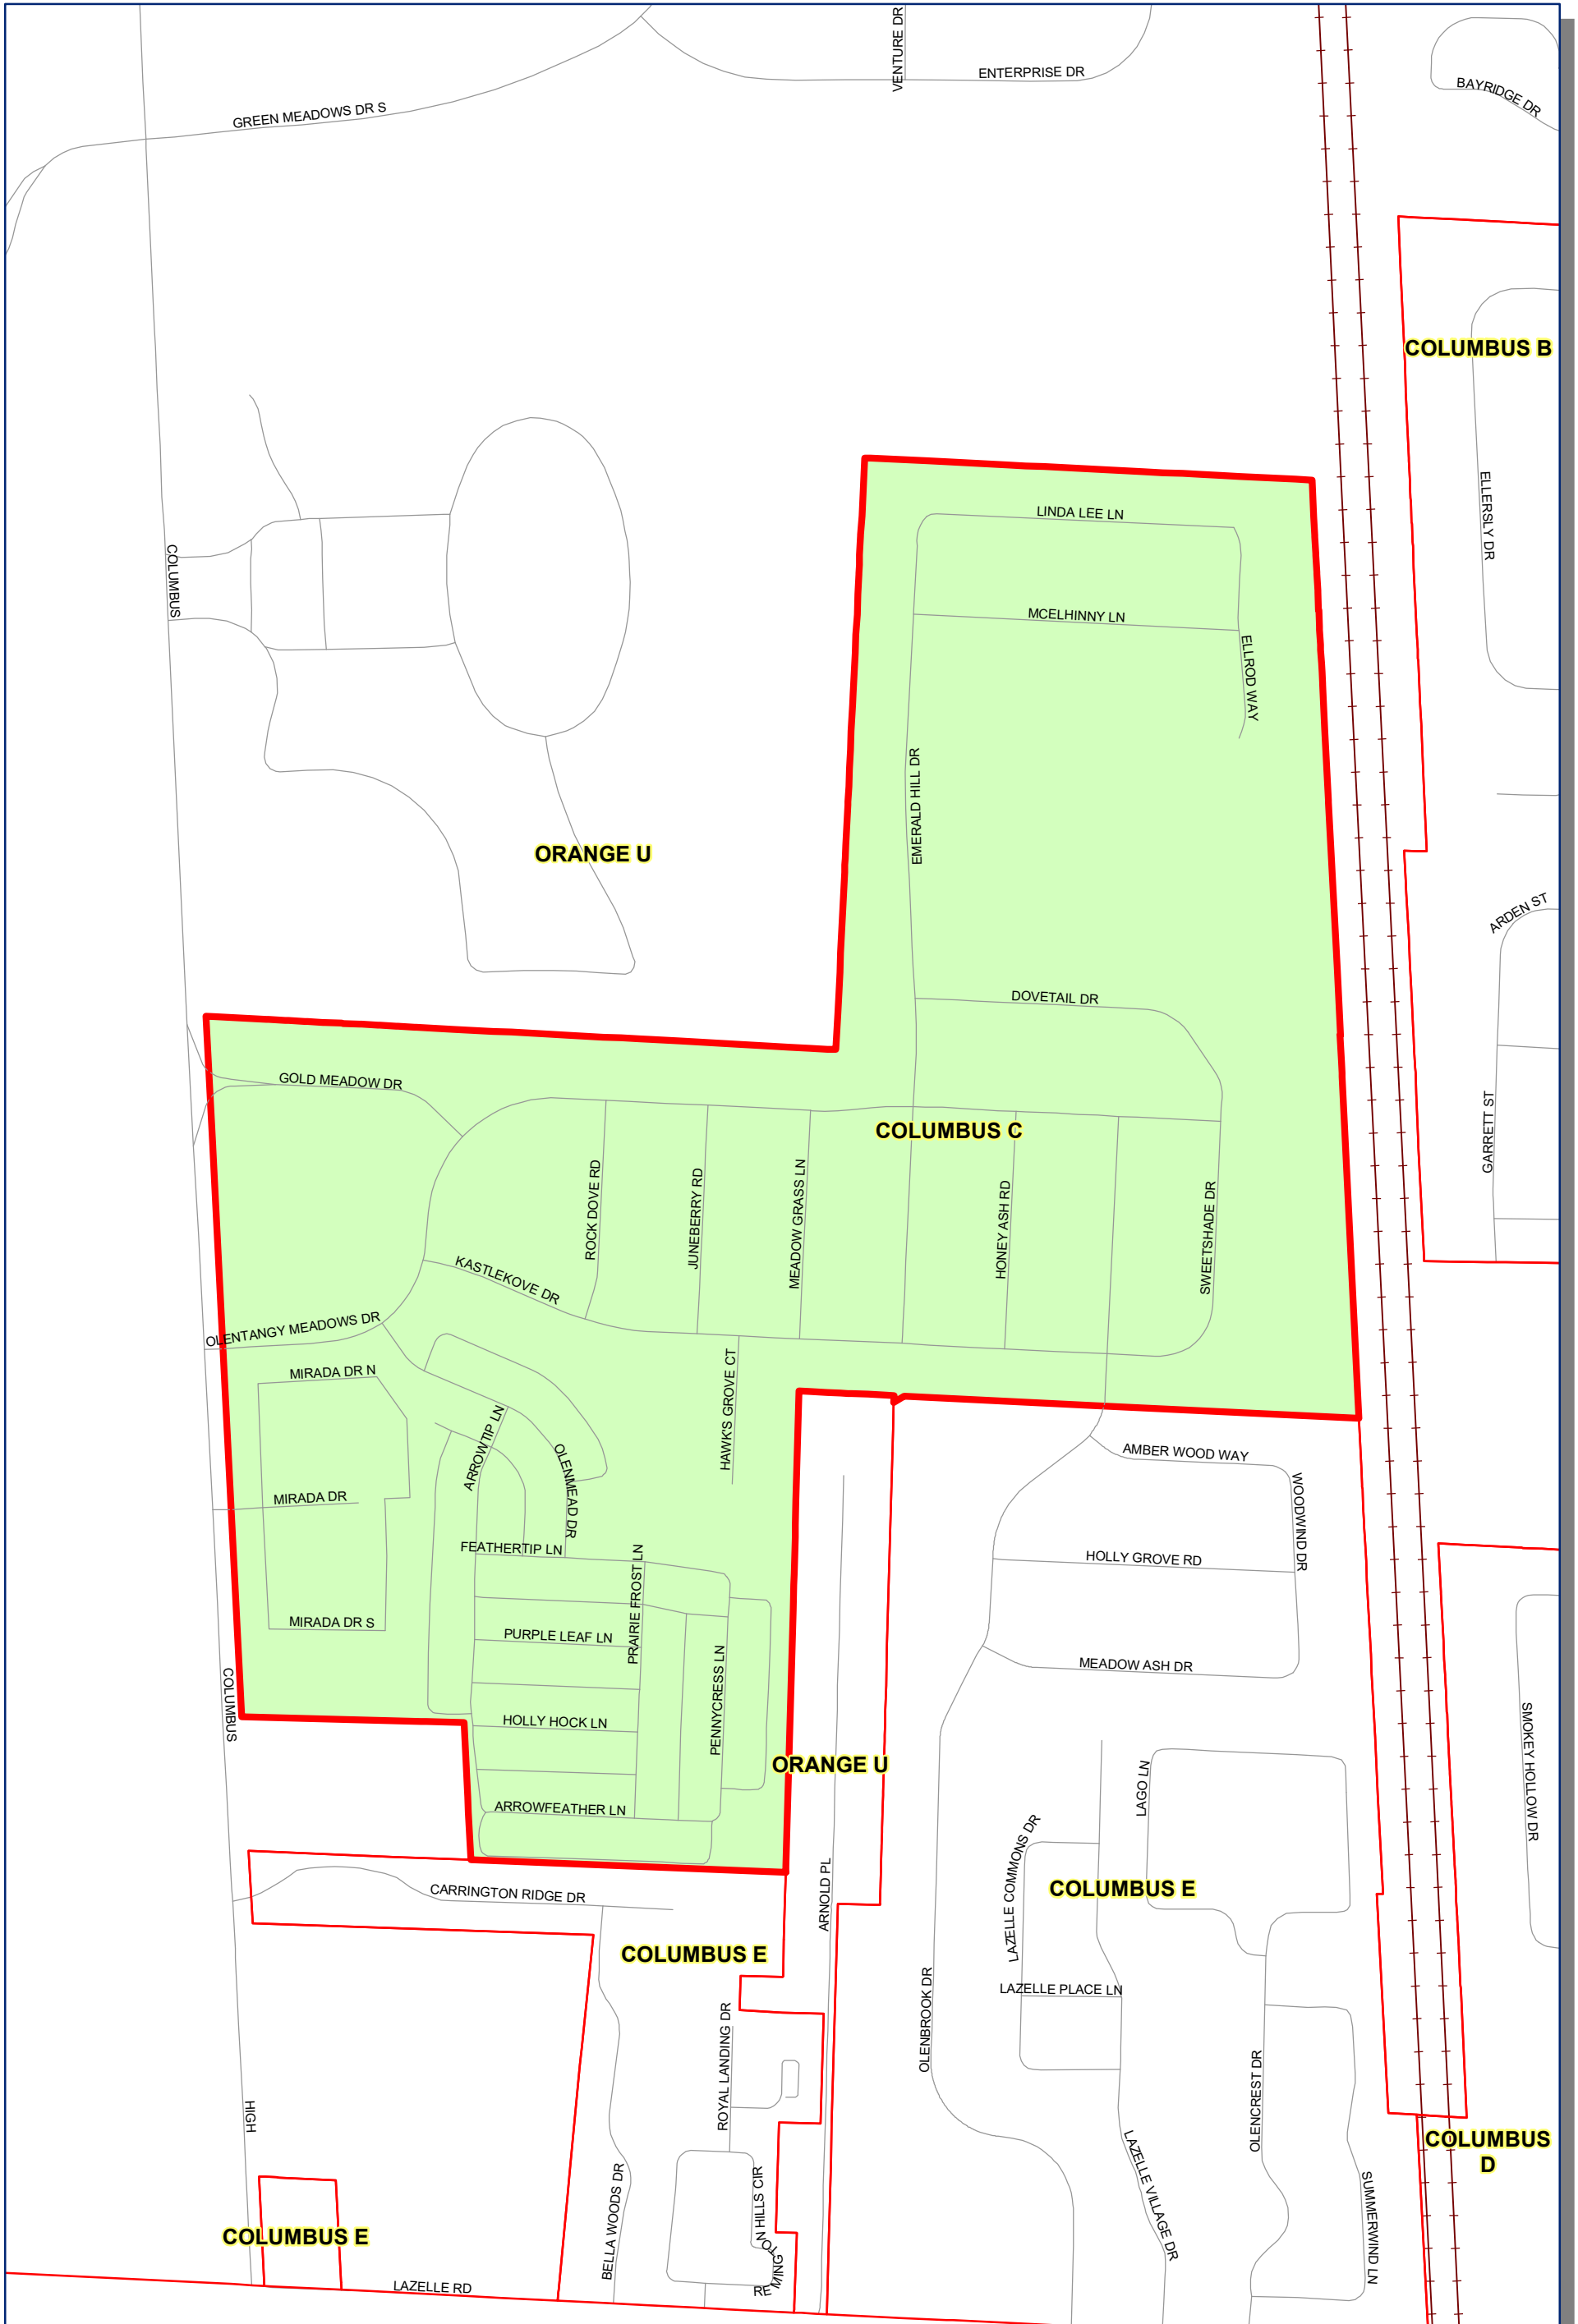 VENTURE DR
ENTERPRISE DR
BAYRIDGE DR
GREEN MEADOWS DR S
COLUMBUS B
ELLERSLY DR
LINDA LEE LN
COLUMBUS
MCELHINNY LN
ELLROD WAY
EMERALD HILL DR
ORANGE U
ARDEN ST
DOVETAIL DR
GOLD MEADOW DR
COLUMBUS C
GARRETT ST
ROCK DOVE RD
JUNEBERRY RD
MEADOW GRASS LN
HONEY ASH RD
SWEETSHADE DR
KASTLEKOVE DR
OLENTANGY MEADOWS DR
MIRADA DR N
HAWK'S GROVE CT
ARROWTIP LN
OLENMEAD DR
AMBER WOOD WAY
WOODWIND DR
MIRADA DR
FEATHERTIP LN
HOLLY GROVE RD
PRAIRIE FROST LN
MIRADA DR S
PURPLE LEAF LN
MEADOW ASH DR
PENNYCRESS LN
COLUMBUS
HOLLY HOCK LN
SMOKEY HOLLOW DR
ORANGE U
LAGO LN
ARROWFEATHER LN
LAZELLE COMMONS DR
CARRINGTON RIDGE DR
ARNOLD PL
COLUMBUS E
COLUMBUS E
LAZELLE PLACE LN
OLENBROOK DR
ROYAL LANDING DR
OLENCREST DR
HIGH
COLUMBUS
D
LAZELLE VILLAGE DR
SUMMERWIND LN
BELLA WOODS DR
N HILLS CIR
COLUMBUS E
LAZELLE RD